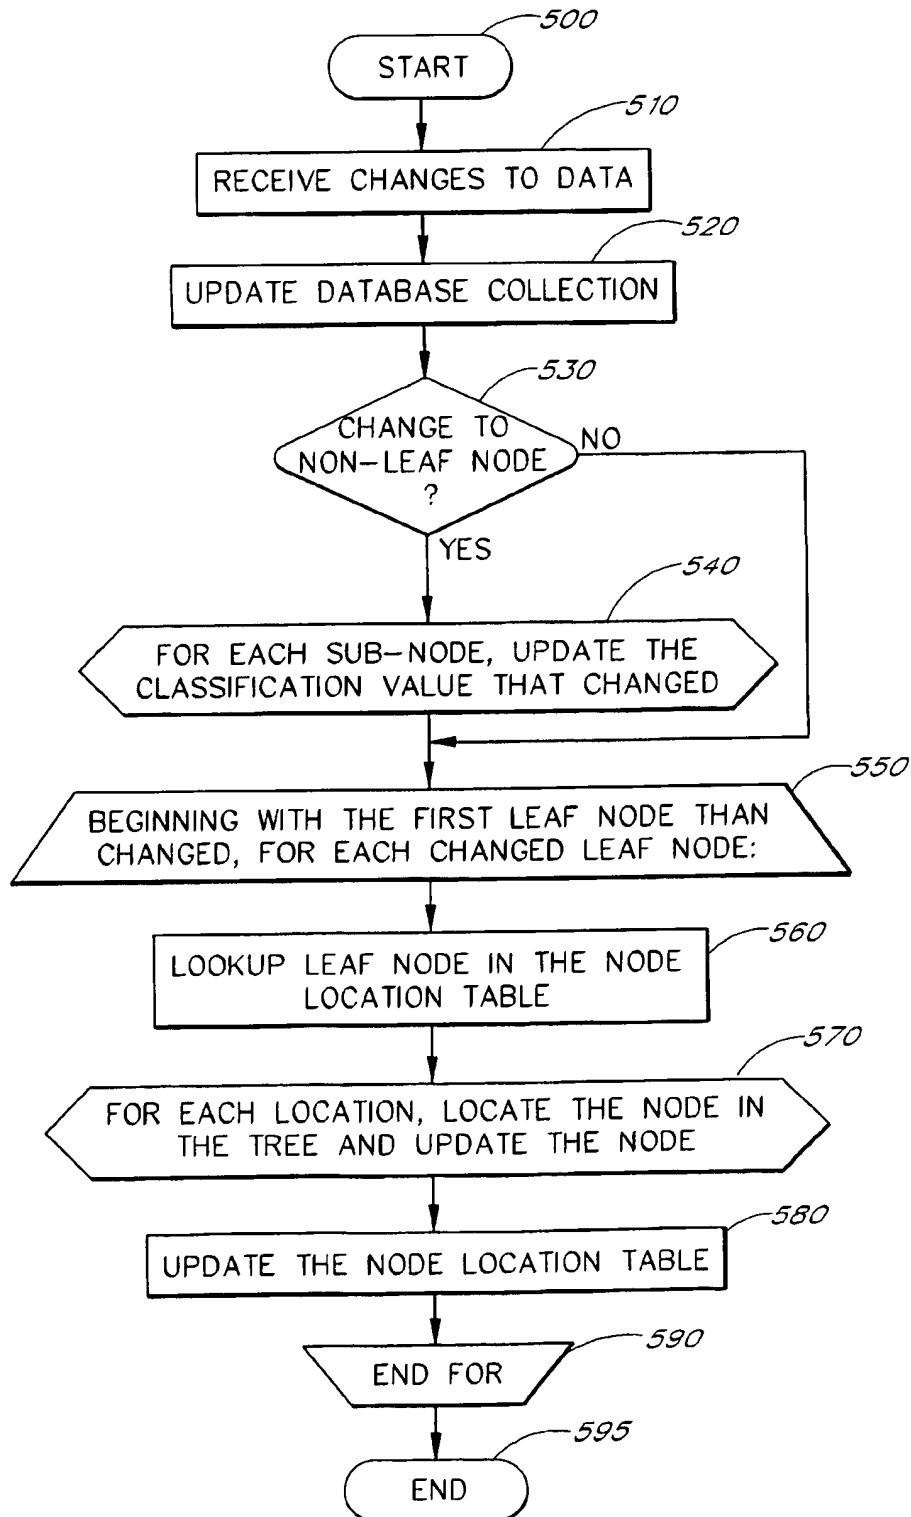 500
START
510
RECEIVE CHANGES TO DATA
520
UPDATE DATABASE COLLECTION
530
CHANGE TO
NON-LEAF NODE
?
NO
YES
540
FOR EACH SUB-NODE, UPDATE THE
CLASSIFICATION VALUE THAT CHANGED
550
BEGINNING WITH THE FIRST LEAF NODE THAN
CHANGED, FOR EACH CHANGED LEAF NODE:
560
LOOKUP LEAF NODE IN THE NODE
LOCATION TABLE
570
FOR EACH LOCATION, LOCATE THE NODE IN
THE TREE AND UPDATE THE NODE
580
UPDATE THE NODE LOCATION TABLE
590
END FOR
595
END